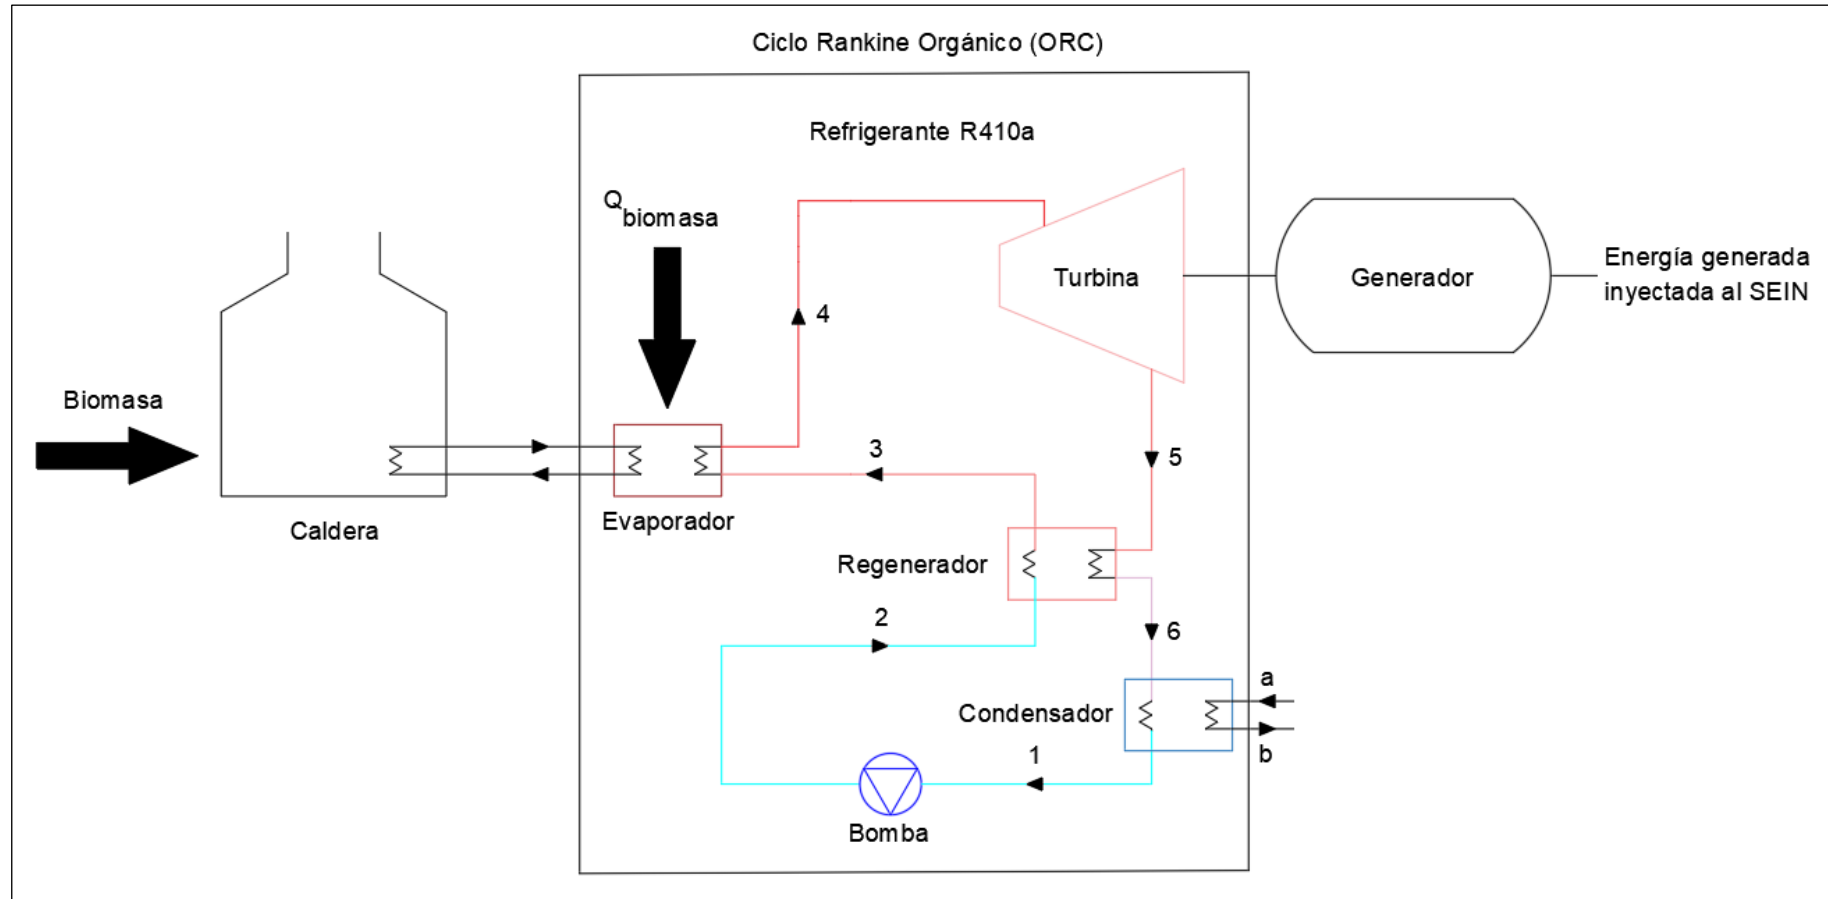 Ciclo Rankine Orgánico (ORC)
Refrigerante R410a
Q
biomasa
4
Turbina
Generador
Energía generada
inyectada al SEIN
Biomasa
3
5
Evaporador
Caldera
Regenerador
2
6
a
Condensador
b
1
Bomba